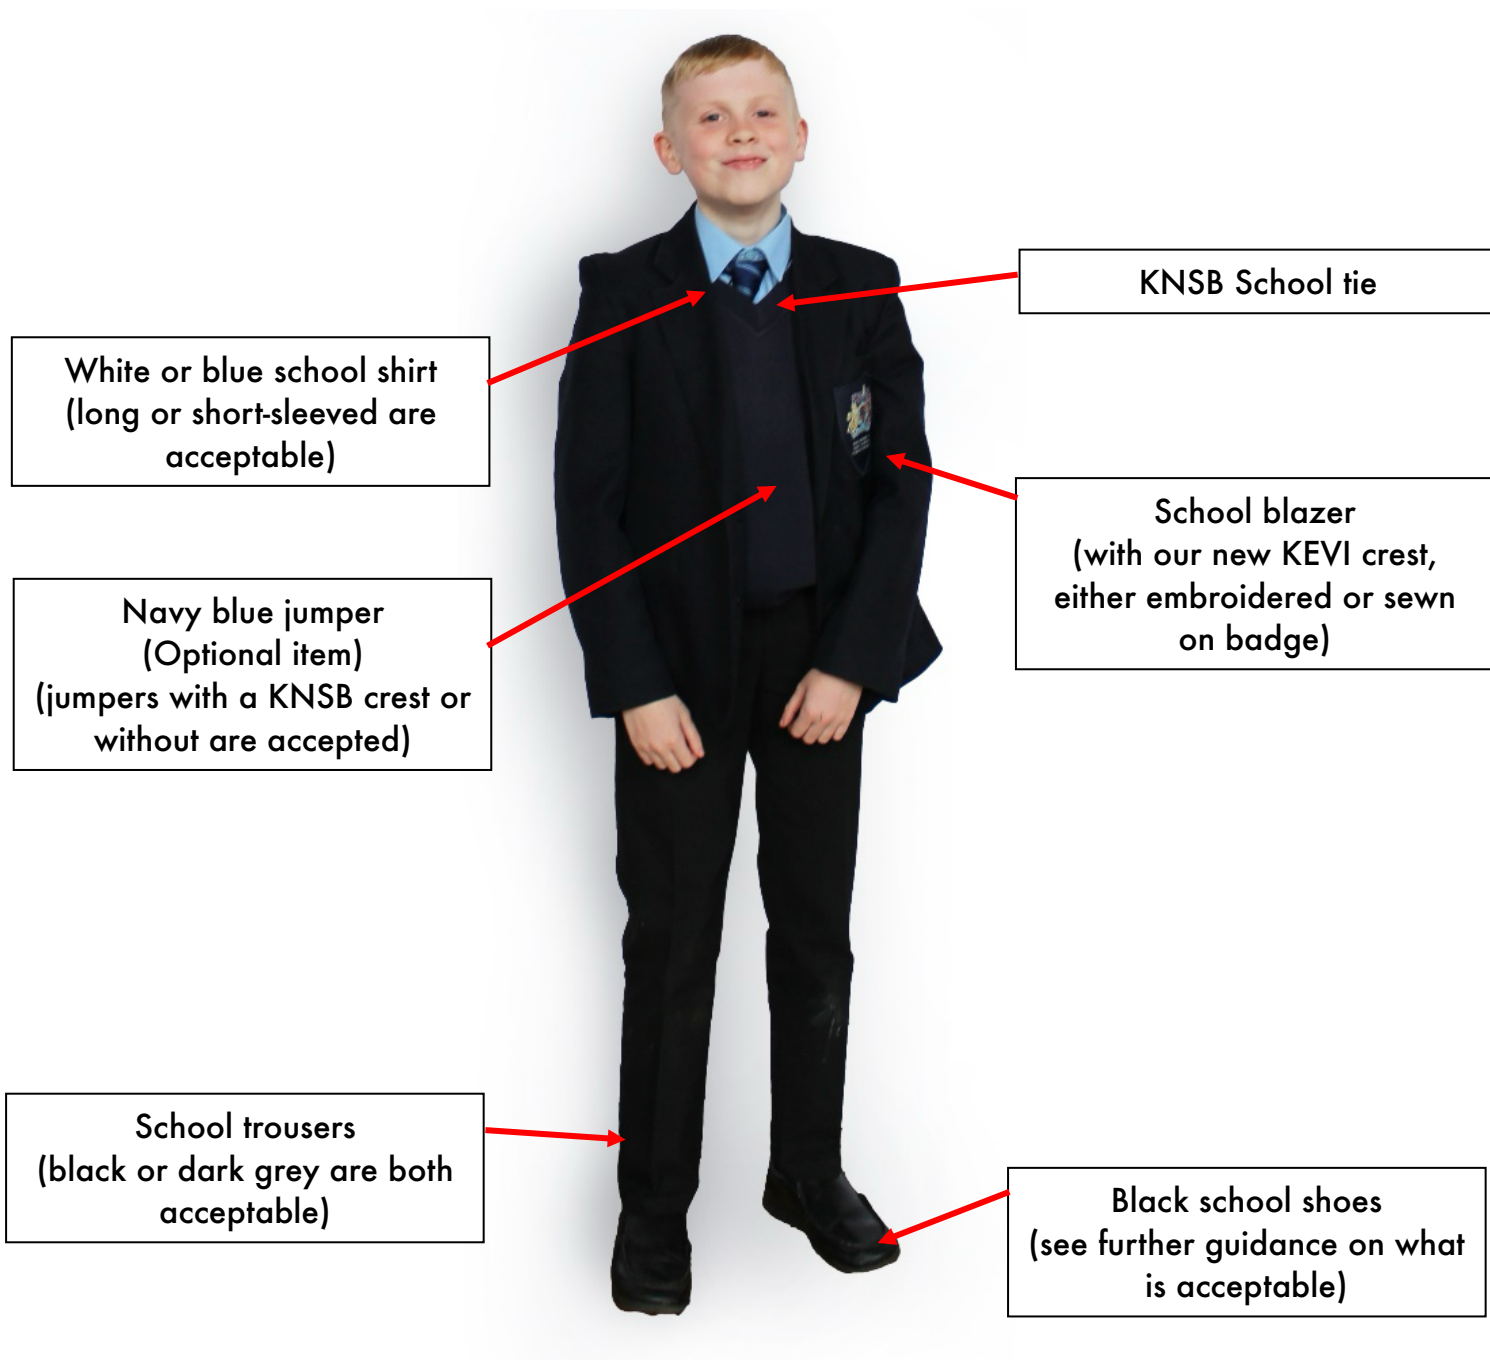 KNSB School tie
White or blue school shirt
(long or short-sleeved are
acceptable)
School blazer
(with our new KEVI crest,
either embroidered or sewn
on badge)
Navy blue jumper
(Optional item)
(jumpers with a KNSB crest or
without are accepted)
School trousers
(black or dark grey are both
acceptable)
Black school shoes
(see further guidance on what
is acceptable)